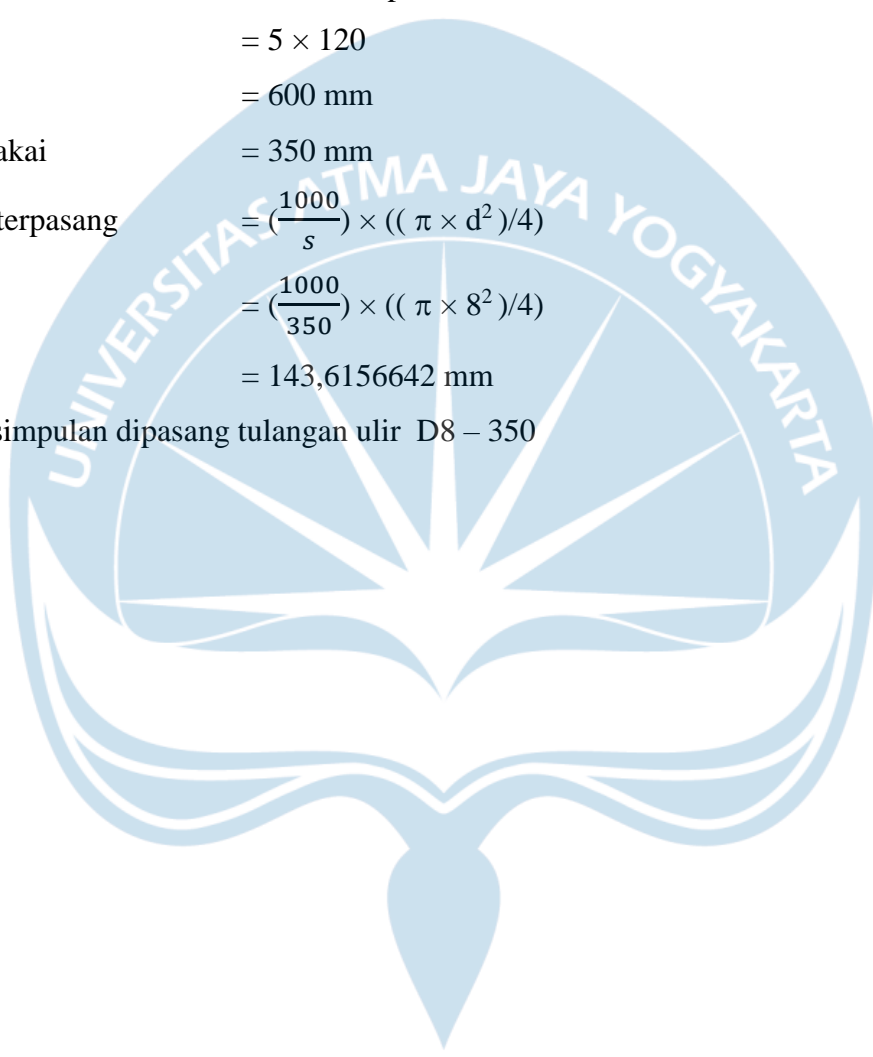 = 5 × 120
= 600 mm
akai = 350 mm
terpasang = (1000/s) × (( π × d² )/4)
= (1000/350) × (( π × 8² )/4)
= 143,6156642 mm
simpulan dipasang tulangan ulir D8 – 350
UNIVERSITAS ATMA JAYA YOGYAKARTA